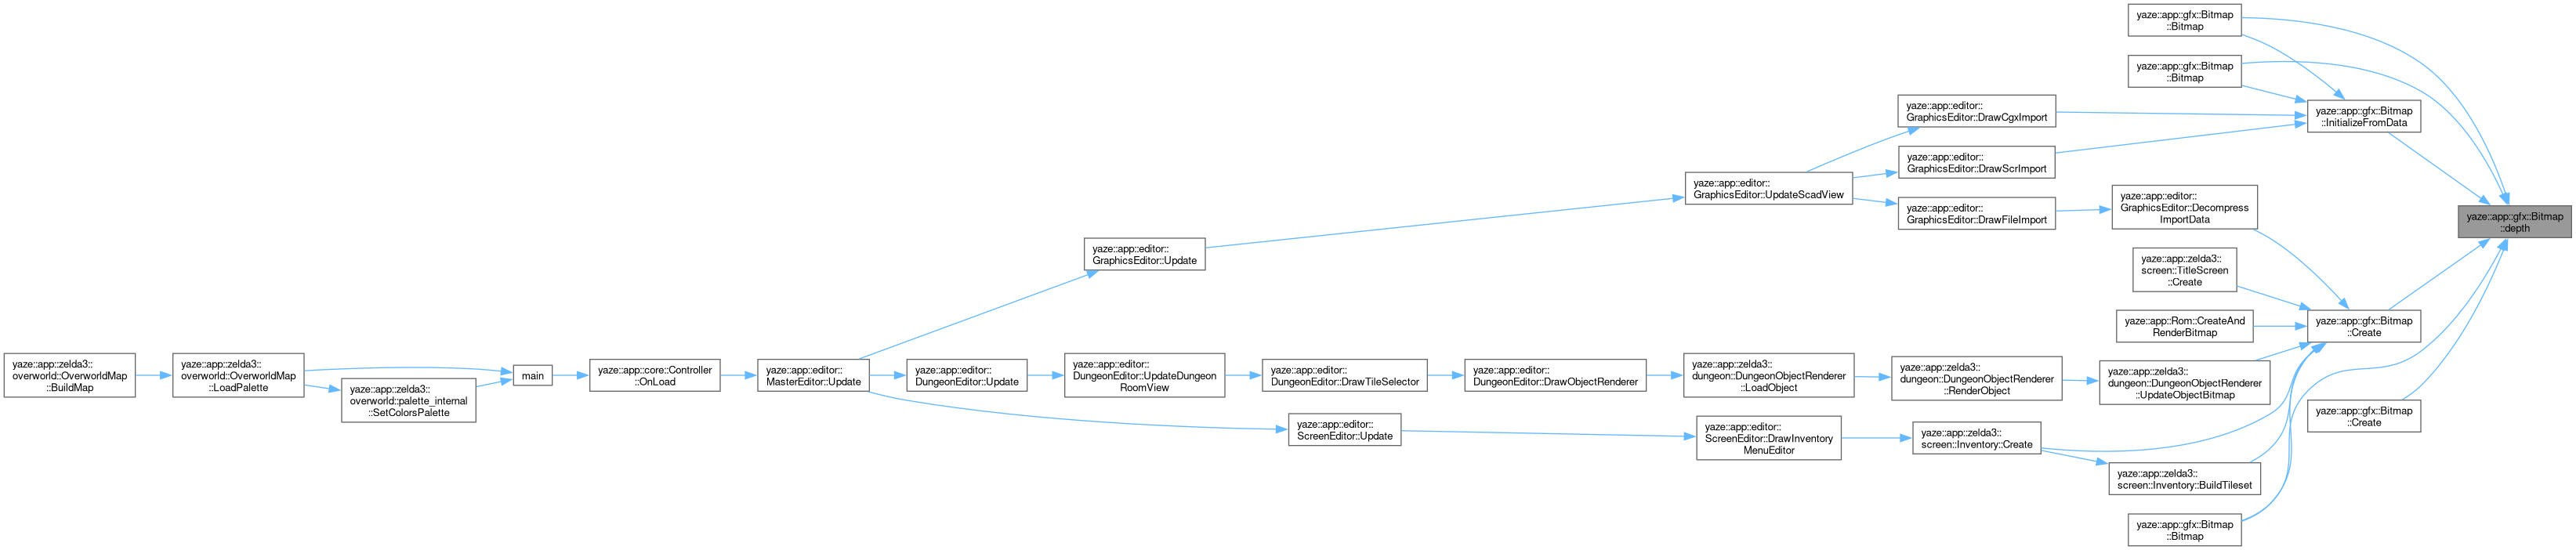 yaze::app::gfx::Bitmap
::Bitmap
yaze::app::gfx::Bitmap
::Bitmap
yaze::app::editor::
GraphicsEditor::DrawCgxImport
yaze::app::gfx::Bitmap
::InitializeFromData
yaze::app::editor::
GraphicsEditor::DrawScrImport
yaze::app::editor::
GraphicsEditor::UpdateScadView
yaze::app::editor::
GraphicsEditor::DrawFileImport
yaze::app::editor::
GraphicsEditor::Decompress
ImportData
yaze::app::gfx::Bitmap
::depth
yaze::app::editor::
GraphicsEditor::Update
yaze::app::zelda3::
screen::TitleScreen
::Create
yaze::app::Rom::CreateAnd
RenderBitmap
yaze::app::gfx::Bitmap
::Create
yaze::app::zelda3::
overworld::OverworldMap
::BuildMap
yaze::app::zelda3::
overworld::OverworldMap
::LoadPalette
yaze::app::zelda3::
overworld::palette_internal
::SetColorsPalette
main
yaze::app::core::Controller
::OnLoad
yaze::app::editor::
MasterEditor::Update
yaze::app::editor::
DungeonEditor::Update
yaze::app::editor::
DungeonEditor::UpdateDungeon
RoomView
yaze::app::editor::
DungeonEditor::DrawTileSelector
yaze::app::editor::
DungeonEditor::DrawObjectRenderer
yaze::app::zelda3::
dungeon::DungeonObjectRenderer
::LoadObject
yaze::app::zelda3::
dungeon::DungeonObjectRenderer
::RenderObject
yaze::app::zelda3::
dungeon::DungeonObjectRenderer
::UpdateObjectBitmap
yaze::app::gfx::Bitmap
::Create
yaze::app::editor::
ScreenEditor::Update
yaze::app::editor::
ScreenEditor::DrawInventory
MenuEditor
yaze::app::zelda3::
screen::Inventory::Create
yaze::app::zelda3::
screen::Inventory::BuildTileset
yaze::app::gfx::Bitmap
::Bitmap